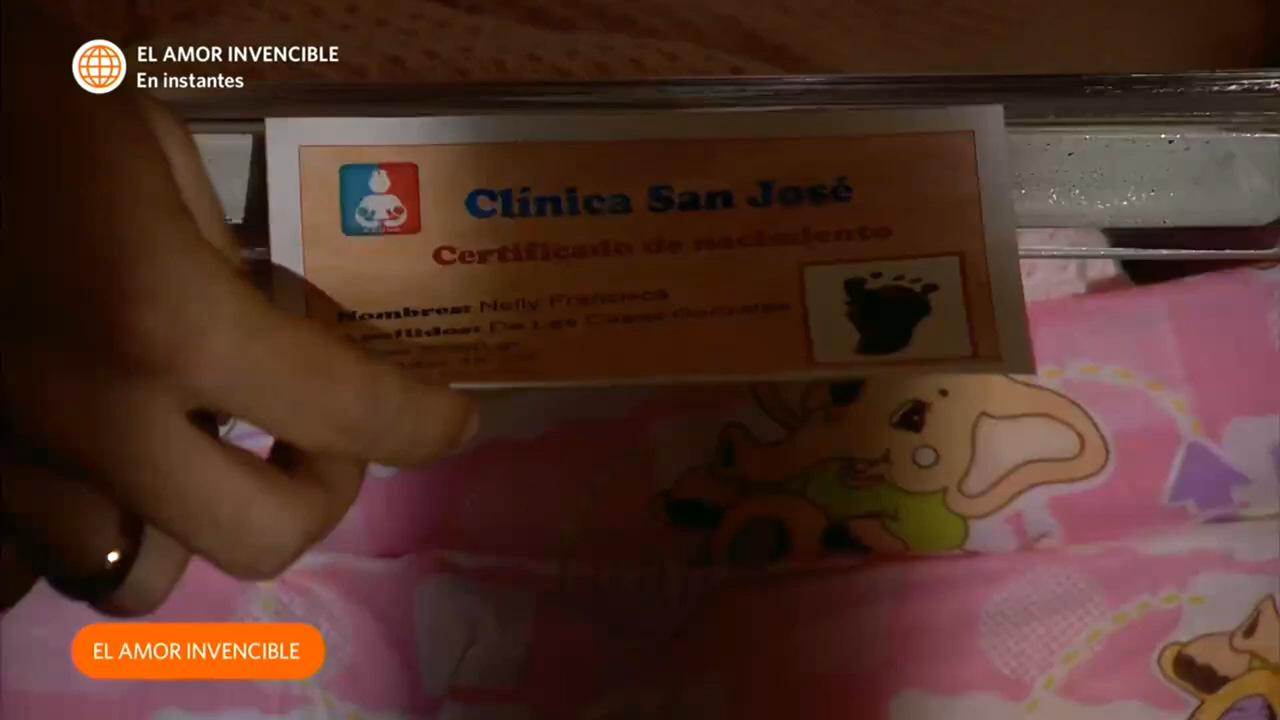 EL AMOR INVENCIBLE
En instantes
Clínica San José
Certificado de nacimiento
Nombres: Nelly Francisca
Apellidos: De Las Casas
EL AMOR INVENCIBLE